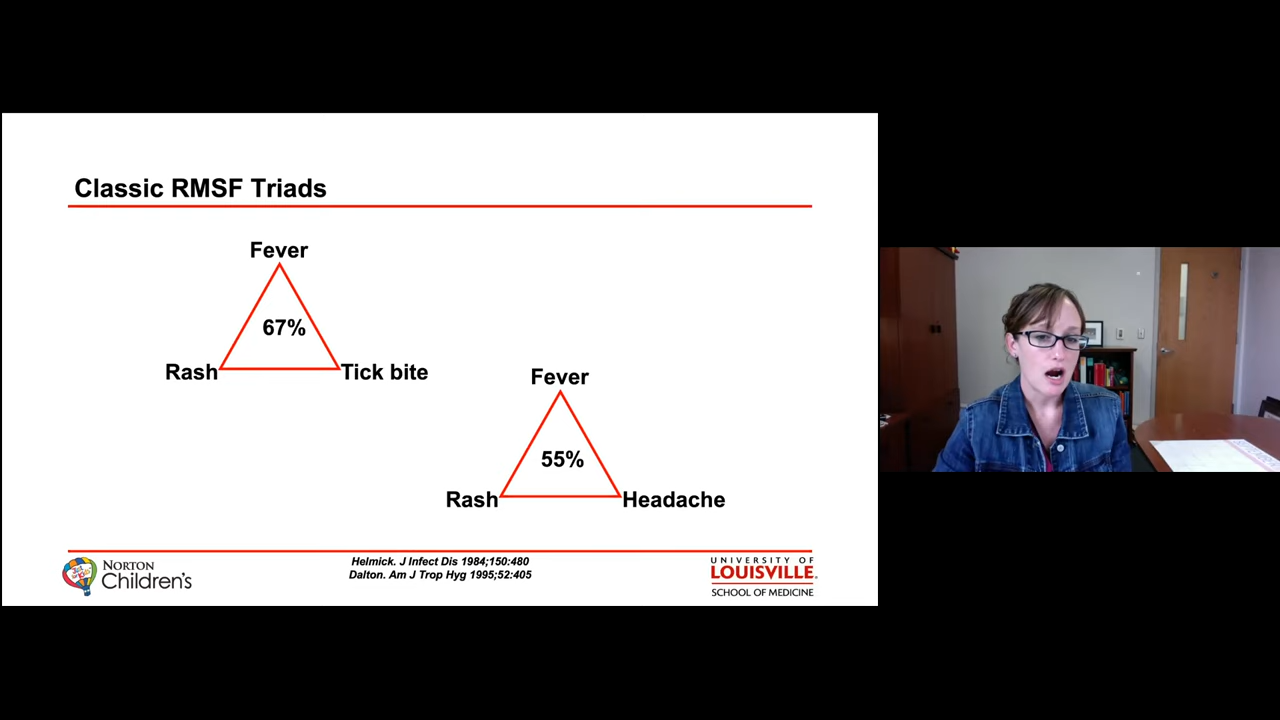 Classic RMSF Triads
Fever
67%
Rash
Tick bite
Fever
55%
Rash
Headache
Helmick. J Infect Dis 1984;150:480
Dalton. Am J Trop Hyg 1995;52:405
NORTON
Children's
UNIVERSITY OF
LOUISVILLE.
SCHOOL OF MEDICINE